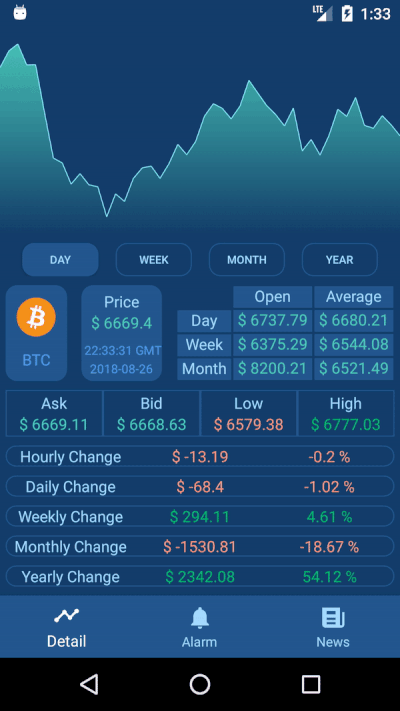 LTE 1:33
DAY WEEK MONTH YEAR
Price
$ 6669.4
BTC
22:33:31 GMT
2018-08-26
Open Average
Day $ 6737.79 $ 6680.21
Week $ 6375.29 $ 6544.08
Month $ 8200.21 $ 6521.49
Ask Bid Low High
$ 6669.11 $ 6668.63 $ 6579.38 $ 6777.03
Hourly Change $ -13.19 -0.2 %
Daily Change $ -68.4 -1.02 %
Weekly Change $ 294.11 4.61 %
Monthly Change $ -1530.81 -18.67 %
Yearly Change $ 2342.08 54.12 %
Detail Alarm News